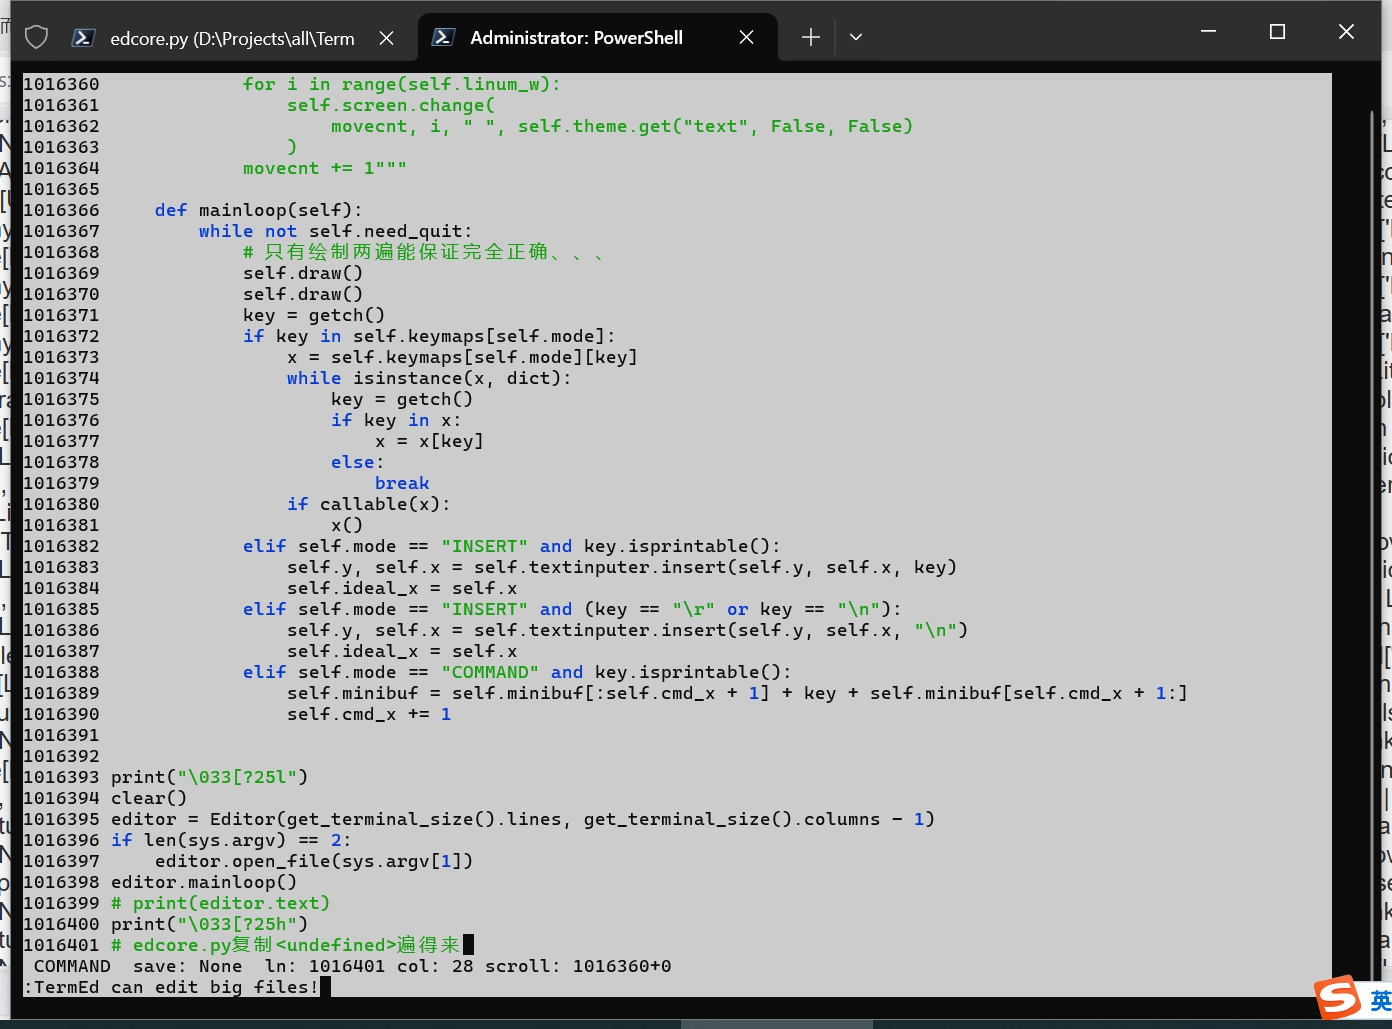 edcore.py (D:\Projects\all\Term
Administrator: PowerShell
1016360             for i in range(self.linum_w):
1016361                 self.screen.change(
1016362                     movecnt, i, " ", self.theme.get("text", False, False)
1016363                 )
1016364             movecnt += 1"""
1016365
1016366     def mainloop(self):
1016367         while not self.need_quit:
1016368             # 只有绘制两遍能保证完全正确、、、
1016369             self.draw()
1016370             self.draw()
1016371             key = getch()
1016372             if key in self.keymaps[self.mode]:
1016373                 x = self.keymaps[self.mode][key]
1016374                 while isinstance(x, dict):
1016375                     key = getch()
1016376                     if key in x:
1016377                         x = x[key]
1016378                     else:
1016379                         break
1016380                 if callable(x):
1016381                     x()
1016382             elif self.mode == "INSERT" and key.isprintable():
1016383                 self.y, self.x = self.textinputer.insert(self.y, self.x, key)
1016384                 self.ideal_x = self.x
1016385             elif self.mode == "INSERT" and (key == "\r" or key == "\n"):
1016386                 self.y, self.x = self.textinputer.insert(self.y, self.x, "\n")
1016387                 self.ideal_x = self.x
1016388             elif self.mode == "COMMAND" and key.isprintable():
1016389                 self.minibuf = self.minibuf[:self.cmd_x + 1] + key + self.minibuf[self.cmd_x + 1:]
1016390                 self.cmd_x += 1
1016391
1016392
1016393 print("\033[?25l")
1016394 clear()
1016395 editor = Editor(get_terminal_size().lines, get_terminal_size().columns - 1)
1016396 if len(sys.argv) == 2:
1016397     editor.open_file(sys.argv[1])
1016398 editor.mainloop()
1016399 # print(editor.text)
1016400 print("\033[?25h")
1016401 # edcore.py复制<undefined>遍得来
COMMAND  save: None  ln: 1016401 col: 28 scroll: 1016360+0
:TermEd can edit big files!
英